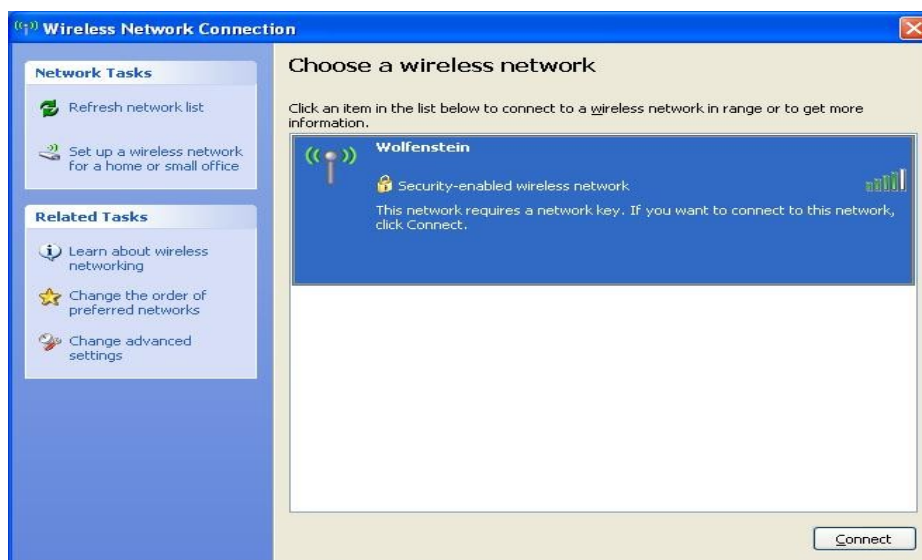 Wireless Network Connection
Network Tasks
Refresh network list
Set up a wireless network
for a home or small office
Related Tasks
Learn about wireless
networking
Change the order of
preferred networks
Change advanced
settings
Choose a wireless network
Click an item in the list below to connect to a wireless network in range or to get more
information.
Wolfenstein
Security-enabled wireless network
This network requires a network key. If you want to connect to this network,
click Connect.
Connect